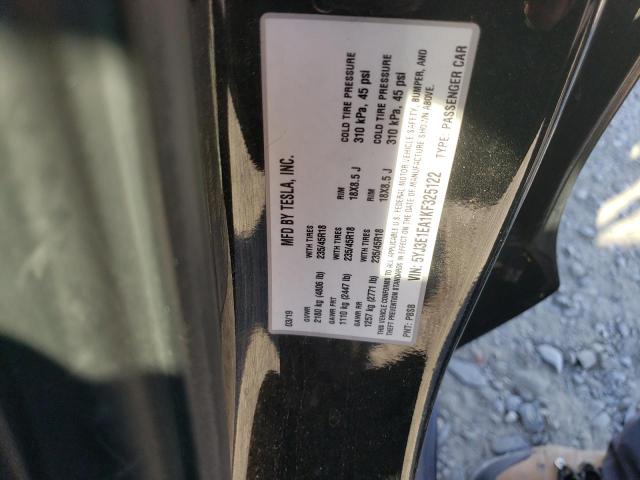 03/19 MFD BY TESLA, INC.
GVWR
2180 kg (4806 lb) WITH TIRES 235/45R18 RIM 18X8.5 J COLD TIRE PRESSURE 310 kPa, 45 psi
GAWR FRT
1110 kg (2447 lb) WITH TIRES 235/45R18 RIM 18X8.5 J COLD TIRE PRESSURE 310 kPa, 45 psi
GAWR RR
1257 kg (2771 lb) 235/45R18 18X8.5 J
THIS VEHICLE CONFORMS TO ALL APPLICABLE U.S. FEDERAL MOTOR VEHICLE SAFETY, BUMPER, AND
THEFT PREVENTION STANDARDS IN EFFECT ON THE DATE OF MANUFACTURE SHOWN ABOVE.
PNT: PBSB VIN: 5YJ3E1EA1KF325122 TYPE: PASSENGER CAR